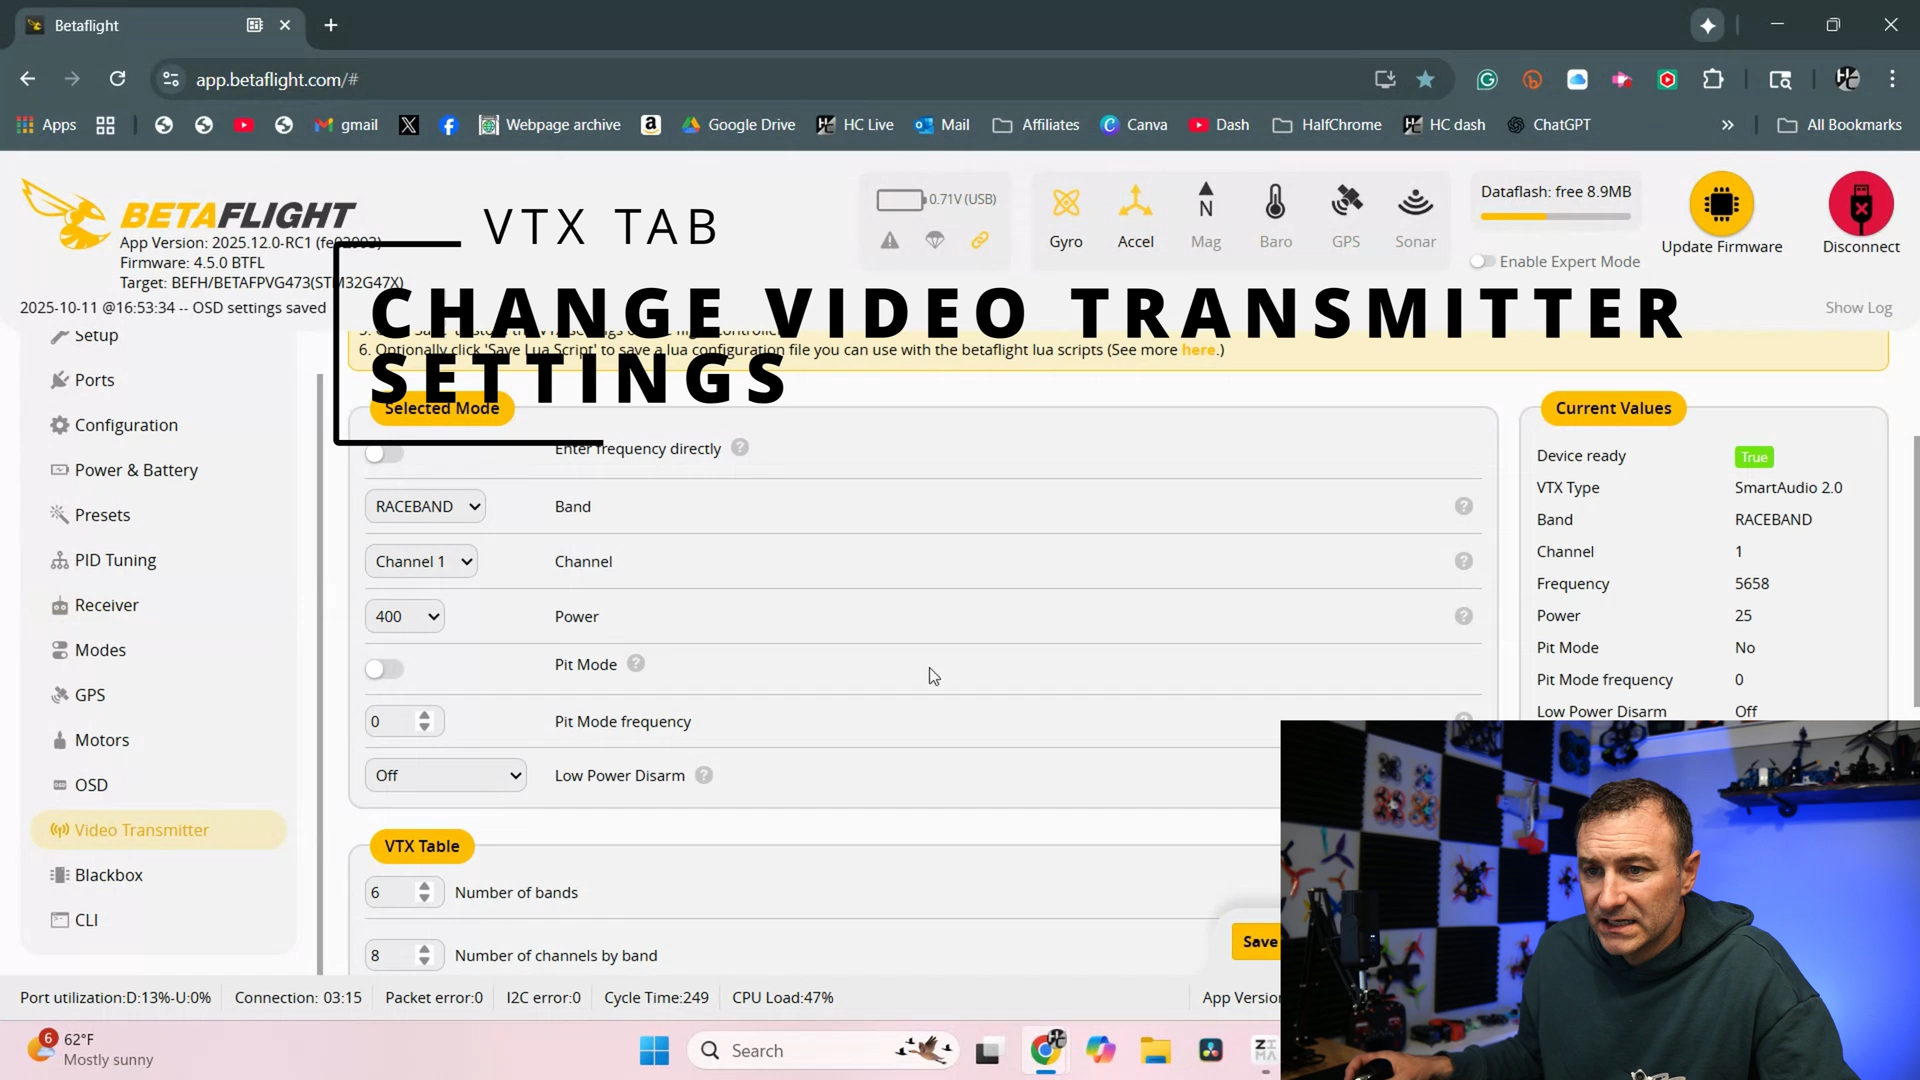 Betaflight
app.betaflight.com/#
Apps
gmail
Webpage archive
Google Drive
HC Live
Mail
Affiliates
Canva
Dash
HalfChrome
HC dash
ChatGPT
All Bookmarks
BETAFLIGHT
App Version: 2025.12.0-RC1
Firmware: 4.5.0 BTFL
Target: BEFH/BETAFPVG473(STM32G47X)
2025-10-11 @16:53:34 -- OSD settings saved
0.71V (USB)
Gyro
Accel
Mag
Baro
GPS
Sonar
Dataflash: free 8.9MB
Enable Expert Mode
Update Firmware
Disconnect
Show Log
VTX TAB
CHANGE VIDEO TRANSMITTER
SETTINGS
6. Optionally click 'Save Lua Script' to save a lua configuration file you can use with the betaflight lua scripts (See more here.)
Setup
Ports
Configuration
Power & Battery
Presets
PID Tuning
Receiver
Modes
GPS
Motors
OSD
Video Transmitter
Blackbox
CLI
Selected Mode
Enter frequency directly
RACEBAND Band
Channel 1 Channel
400 Power
Pit Mode
0 Pit Mode frequency
Off Low Power Disarm
VTX Table
6 Number of bands
8 Number of channels by band
Save
Current Values
Device ready True
VTX Type SmartAudio 2.0
Band RACEBAND
Channel 1
Frequency 5658
Power 25
Pit Mode No
Pit Mode frequency 0
Low Power Disarm Off
Port utilization:D:13%-U:0%
Connection: 03:15
Packet error:0
I2C error:0
Cycle Time:249
CPU Load:47%
App Version
6
62°F
Mostly sunny
Search